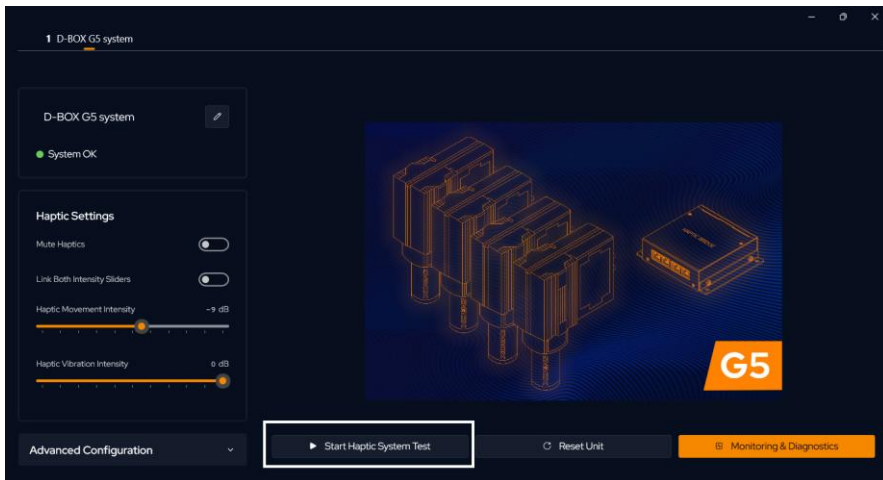 1 D-BOX G5 system
D-BOX G5 system
System OK
Haptic Settings
Mute Haptics
Link Both Intensity Sliders
Haptic Movement Intensity -9 dB
Haptic Vibration Intensity 0 dB
Advanced Configuration
HAPTIC BRIDGE
G5
Start Haptic System Test
Reset Unit
Monitoring & Diagnostics